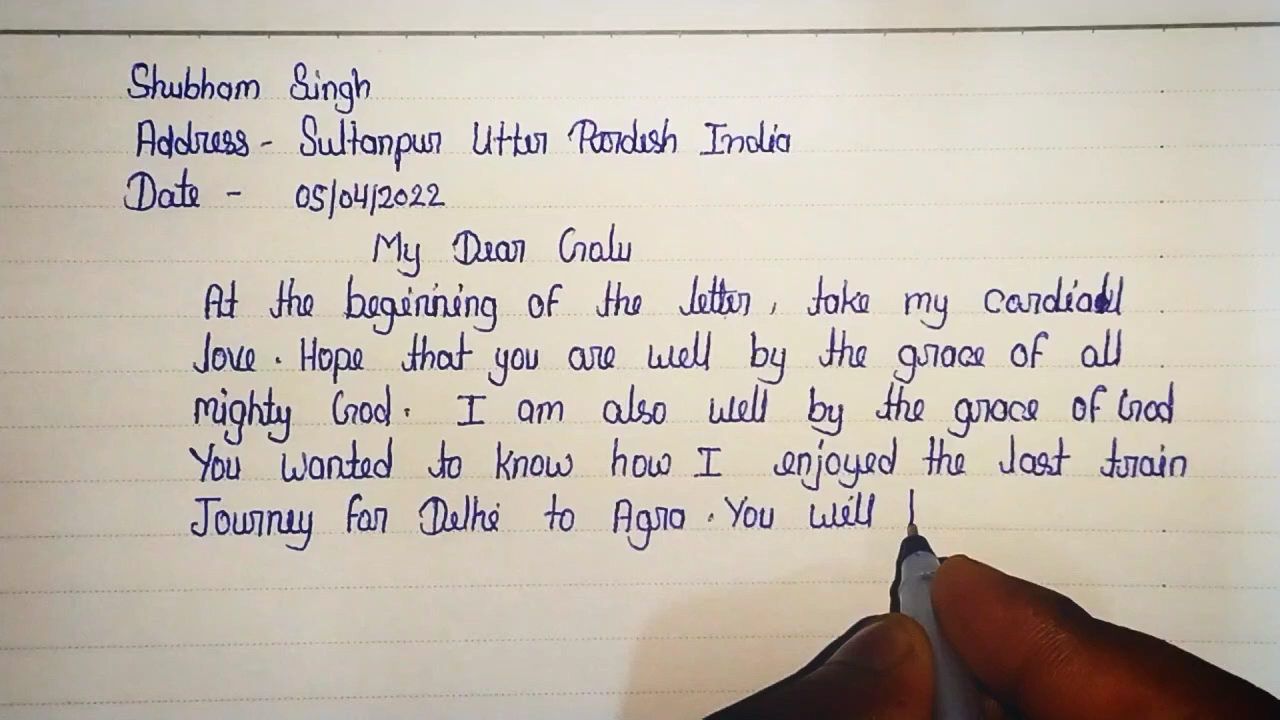 Shubham Singh
Address - Sultanpur Utter Pardesh India
Date - 05/04/2022
My Dear Golu
At the beginning of the letter, take my cardial
love. Hope that you are well by the grace of all
mighty God. I am also well by the grace of God
You wanted to know how I enjoyed the last train
Journey far Delhi to Agra. You will